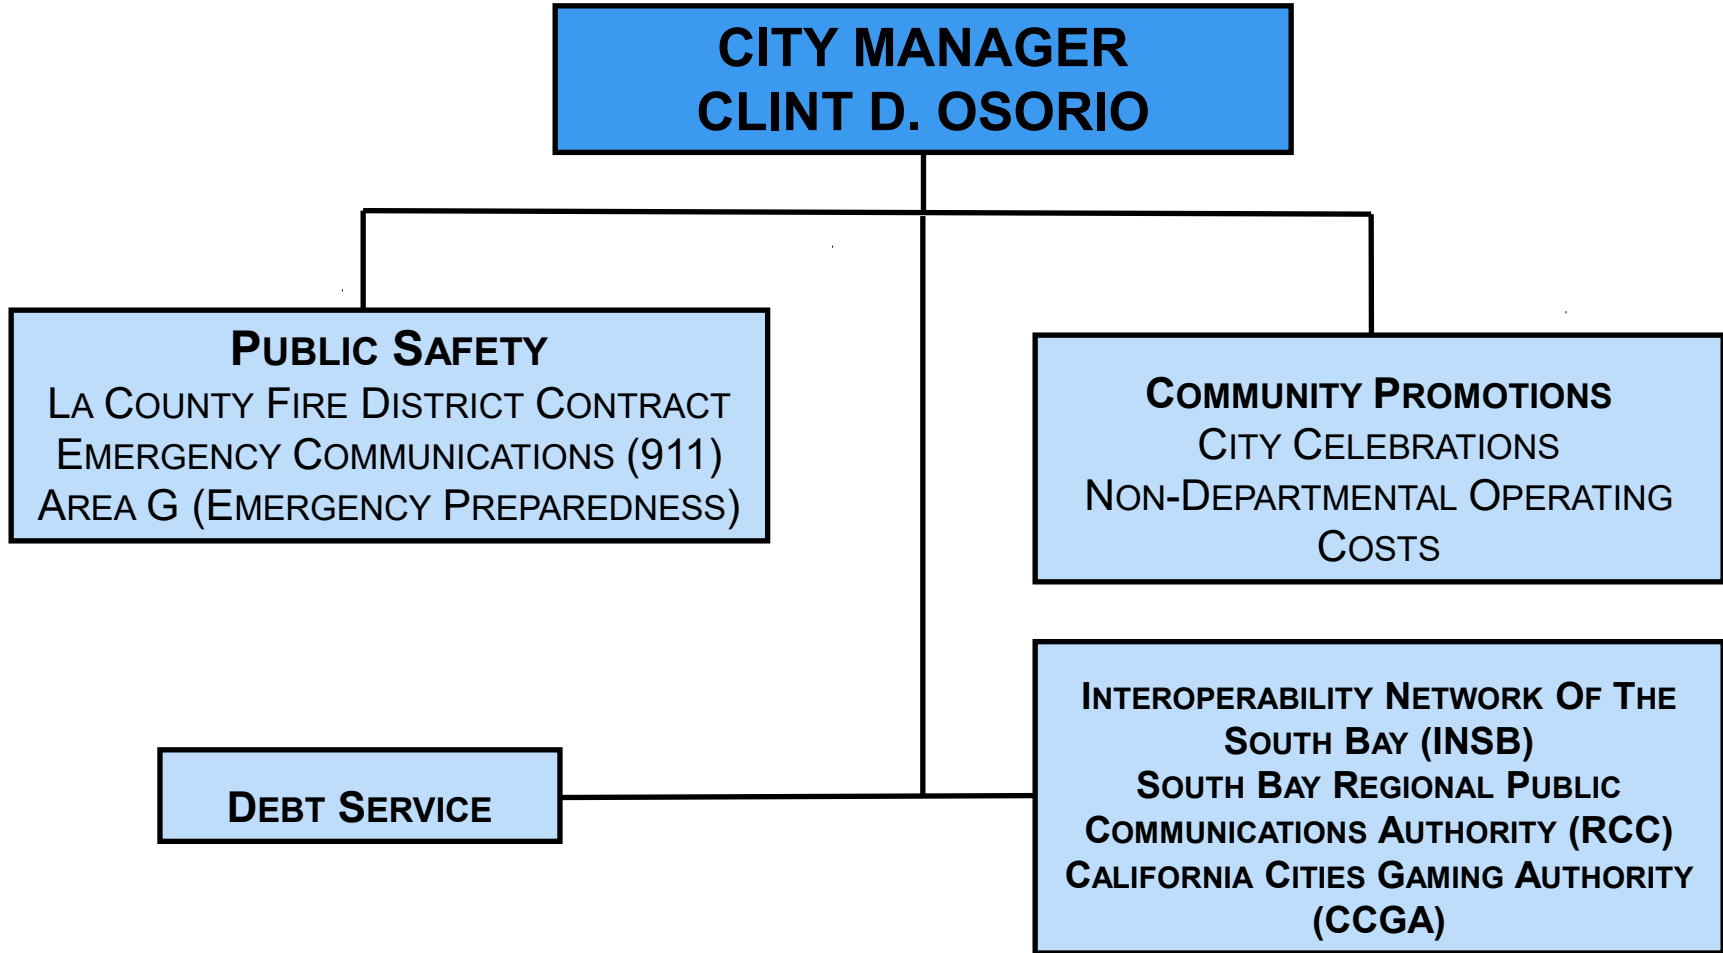 CITY MANAGER
CLINT D. OSORIO
PUBLIC SAFETY
LA COUNTY FIRE DISTRICT CONTRACT
EMERGENCY COMMUNICATIONS (911)
AREA G (EMERGENCY PREPAREDNESS)
COMMUNITY PROMOTIONS
CITY CELEBRATIONS
NON-DEPARTMENTAL OPERATING
COSTS
DEBT SERVICE
INTEROPERABILITY NETWORK OF THE
SOUTH BAY (INSB)
SOUTH BAY REGIONAL PUBLIC
COMMUNICATIONS AUTHORITY (RCC)
CALIFORNIA CITIES GAMING AUTHORITY
(CCGA)